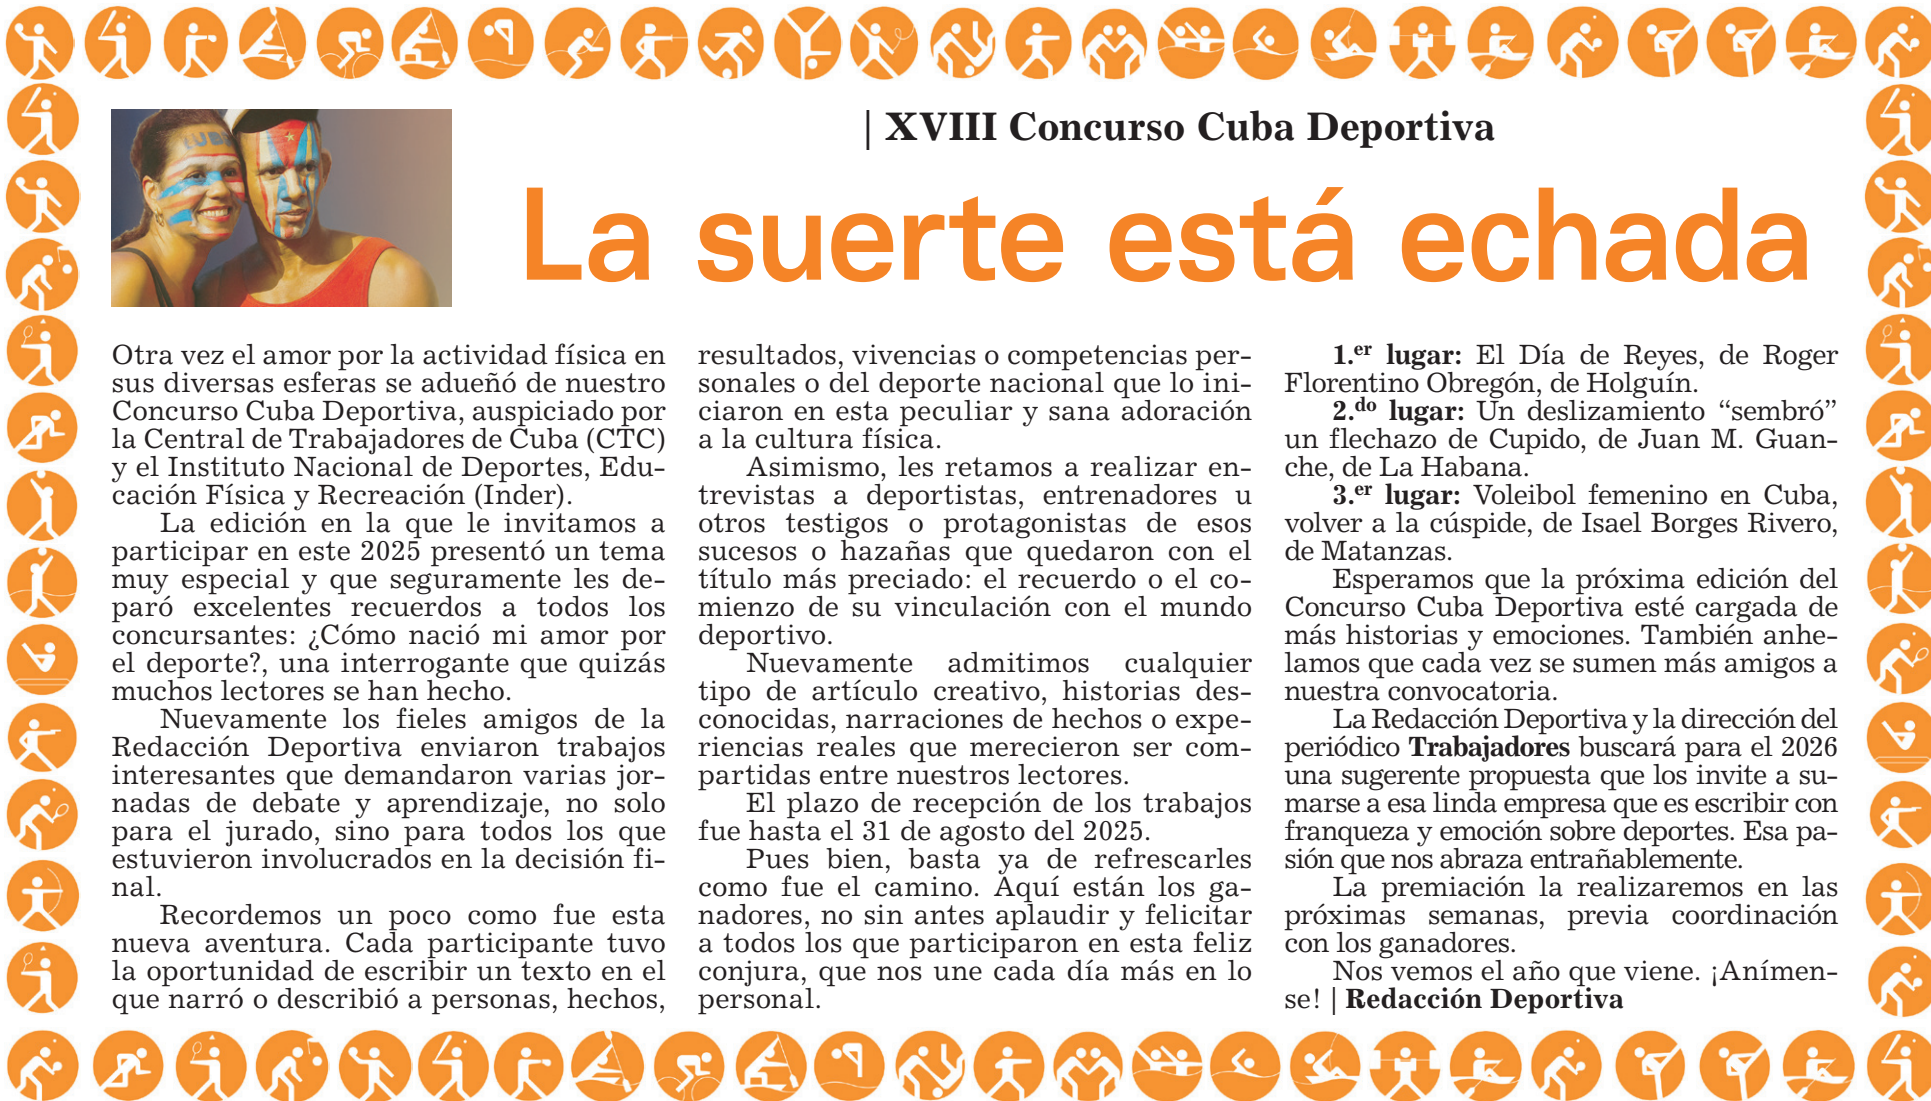 | XVIII Concurso Cuba Deportiva
La suerte está echada
Otra vez el amor por la actividad física en
sus diversas esferas se adueñó de nuestro
Concurso Cuba Deportiva, auspiciado por
la Central de Trabajadores de Cuba (CTC)
y el Instituto Nacional de Deportes, Edu-
cación Física y Recreación (Inder).
La edición en la que le invitamos a
participar en este 2025 presentó un tema
muy especial y que seguramente les de-
paró excelentes recuerdos a todos los
concursantes: ¿Cómo nació mi amor por
el deporte?, una interrogante que quizás
muchos lectores se han hecho.
Nuevamente los fieles amigos de la
Redacción Deportiva enviaron trabajos
interesantes que demandaron varias jor-
nadas de debate y aprendizaje, no solo
para el jurado, sino para todos los que
estuvieron involucrados en la decisión fi-
nal.
Recordemos un poco como fue esta
nueva aventura. Cada participante tuvo
la oportunidad de escribir un texto en el
que narró o describió a personas, hechos,
resultados, vivencias o competencias per-
sonales o del deporte nacional que lo ini-
ciaron en esta peculiar y sana adoración
a la cultura física.
Asimismo, les retamos a realizar en-
trevistas a deportistas, entrenadores u
otros testigos o protagonistas de esos
sucesos o hazañas que quedaron con el
título más preciado: el recuerdo o el co-
mienzo de su vinculación con el mundo
deportivo.
Nuevamente admitimos cualquier
tipo de artículo creativo, historias des-
conocidas, narraciones de hechos o expe-
riencias reales que merecieron ser com-
partidas entre nuestros lectores.
El plazo de recepción de los trabajos
fue hasta el 31 de agosto del 2025.
Pues bien, basta ya de refrescarles
como fue el camino. Aquí están los ga-
nadores, no sin antes aplaudir y felicitar
a todos los que participaron en esta feliz
conjura, que nos une cada día más en lo
personal.
1.er lugar: El Día de Reyes, de Roger
Florentino Obregón, de Holguín.
2.do lugar: Un deslizamiento “sembró”
un flechazo de Cupido, de Juan M. Guan-
che, de La Habana.
3.er lugar: Voleibol femenino en Cuba,
volver a la cúspide, de Isael Borges Rivero,
de Matanzas.
Esperamos que la próxima edición del
Concurso Cuba Deportiva esté cargada de
más historias y emociones. También anhe-
lamos que cada vez se sumen más amigos a
nuestra convocatoria.
La Redacción Deportiva y la dirección del
periódico Trabajadores buscará para el 2026
una sugerente propuesta que los invite a su-
marse a esa linda empresa que es escribir con
franqueza y emoción sobre deportes. Esa pa-
sión que nos abraza entrañablemente.
La premiación la realizaremos en las
próximas semanas, previa coordinación
con los ganadores.
Nos vemos el año que viene. ¡Anímen-
se! | Redacción Deportiva